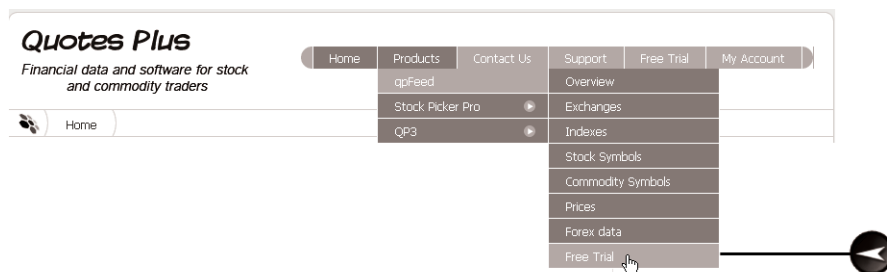 Quotes Plus
Financial data and software for stock
and commodity traders
Home Products Contact Us Support Free Trial My Account
qpFeed Overview
Stock Picker Pro Exchanges
Home
QP3 Indexes
Stock Symbols
Commodity Symbols
Prices
Forex data
Free Trial